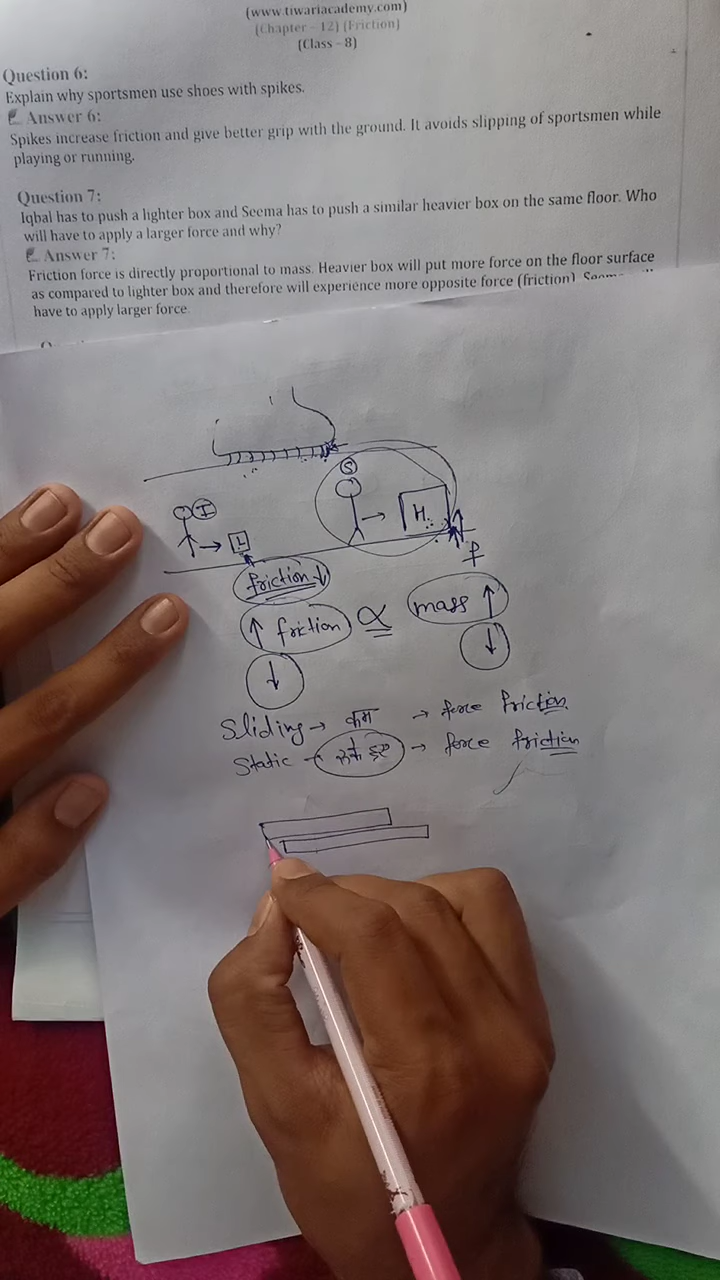 (www.tiwariacademy.com)
(Chapter – 12) (Friction)
(Class – 8)
Question 6:
Explain why sportsmen use shoes with spikes.
Answer 6:
Spikes increase friction and give better grip with the ground. It avoids slipping of sportsmen while
playing or running.
Question 7:
Iqbal has to push a lighter box and Seema has to push a similar heavier box on the same floor. Who
will have to apply a larger force and why?
Answer 7:
Friction force is directly proportional to mass. Heavier box will put more force on the floor surface
as compared to lighter box and therefore will experience more opposite force (friction). Seema
have to apply larger force.
S
I
H
L
f
friction ↓
↑ friction ∝ mass ↑
↓ ↓
Sliding → कम → force friction
Static → रुके हुए → force friction